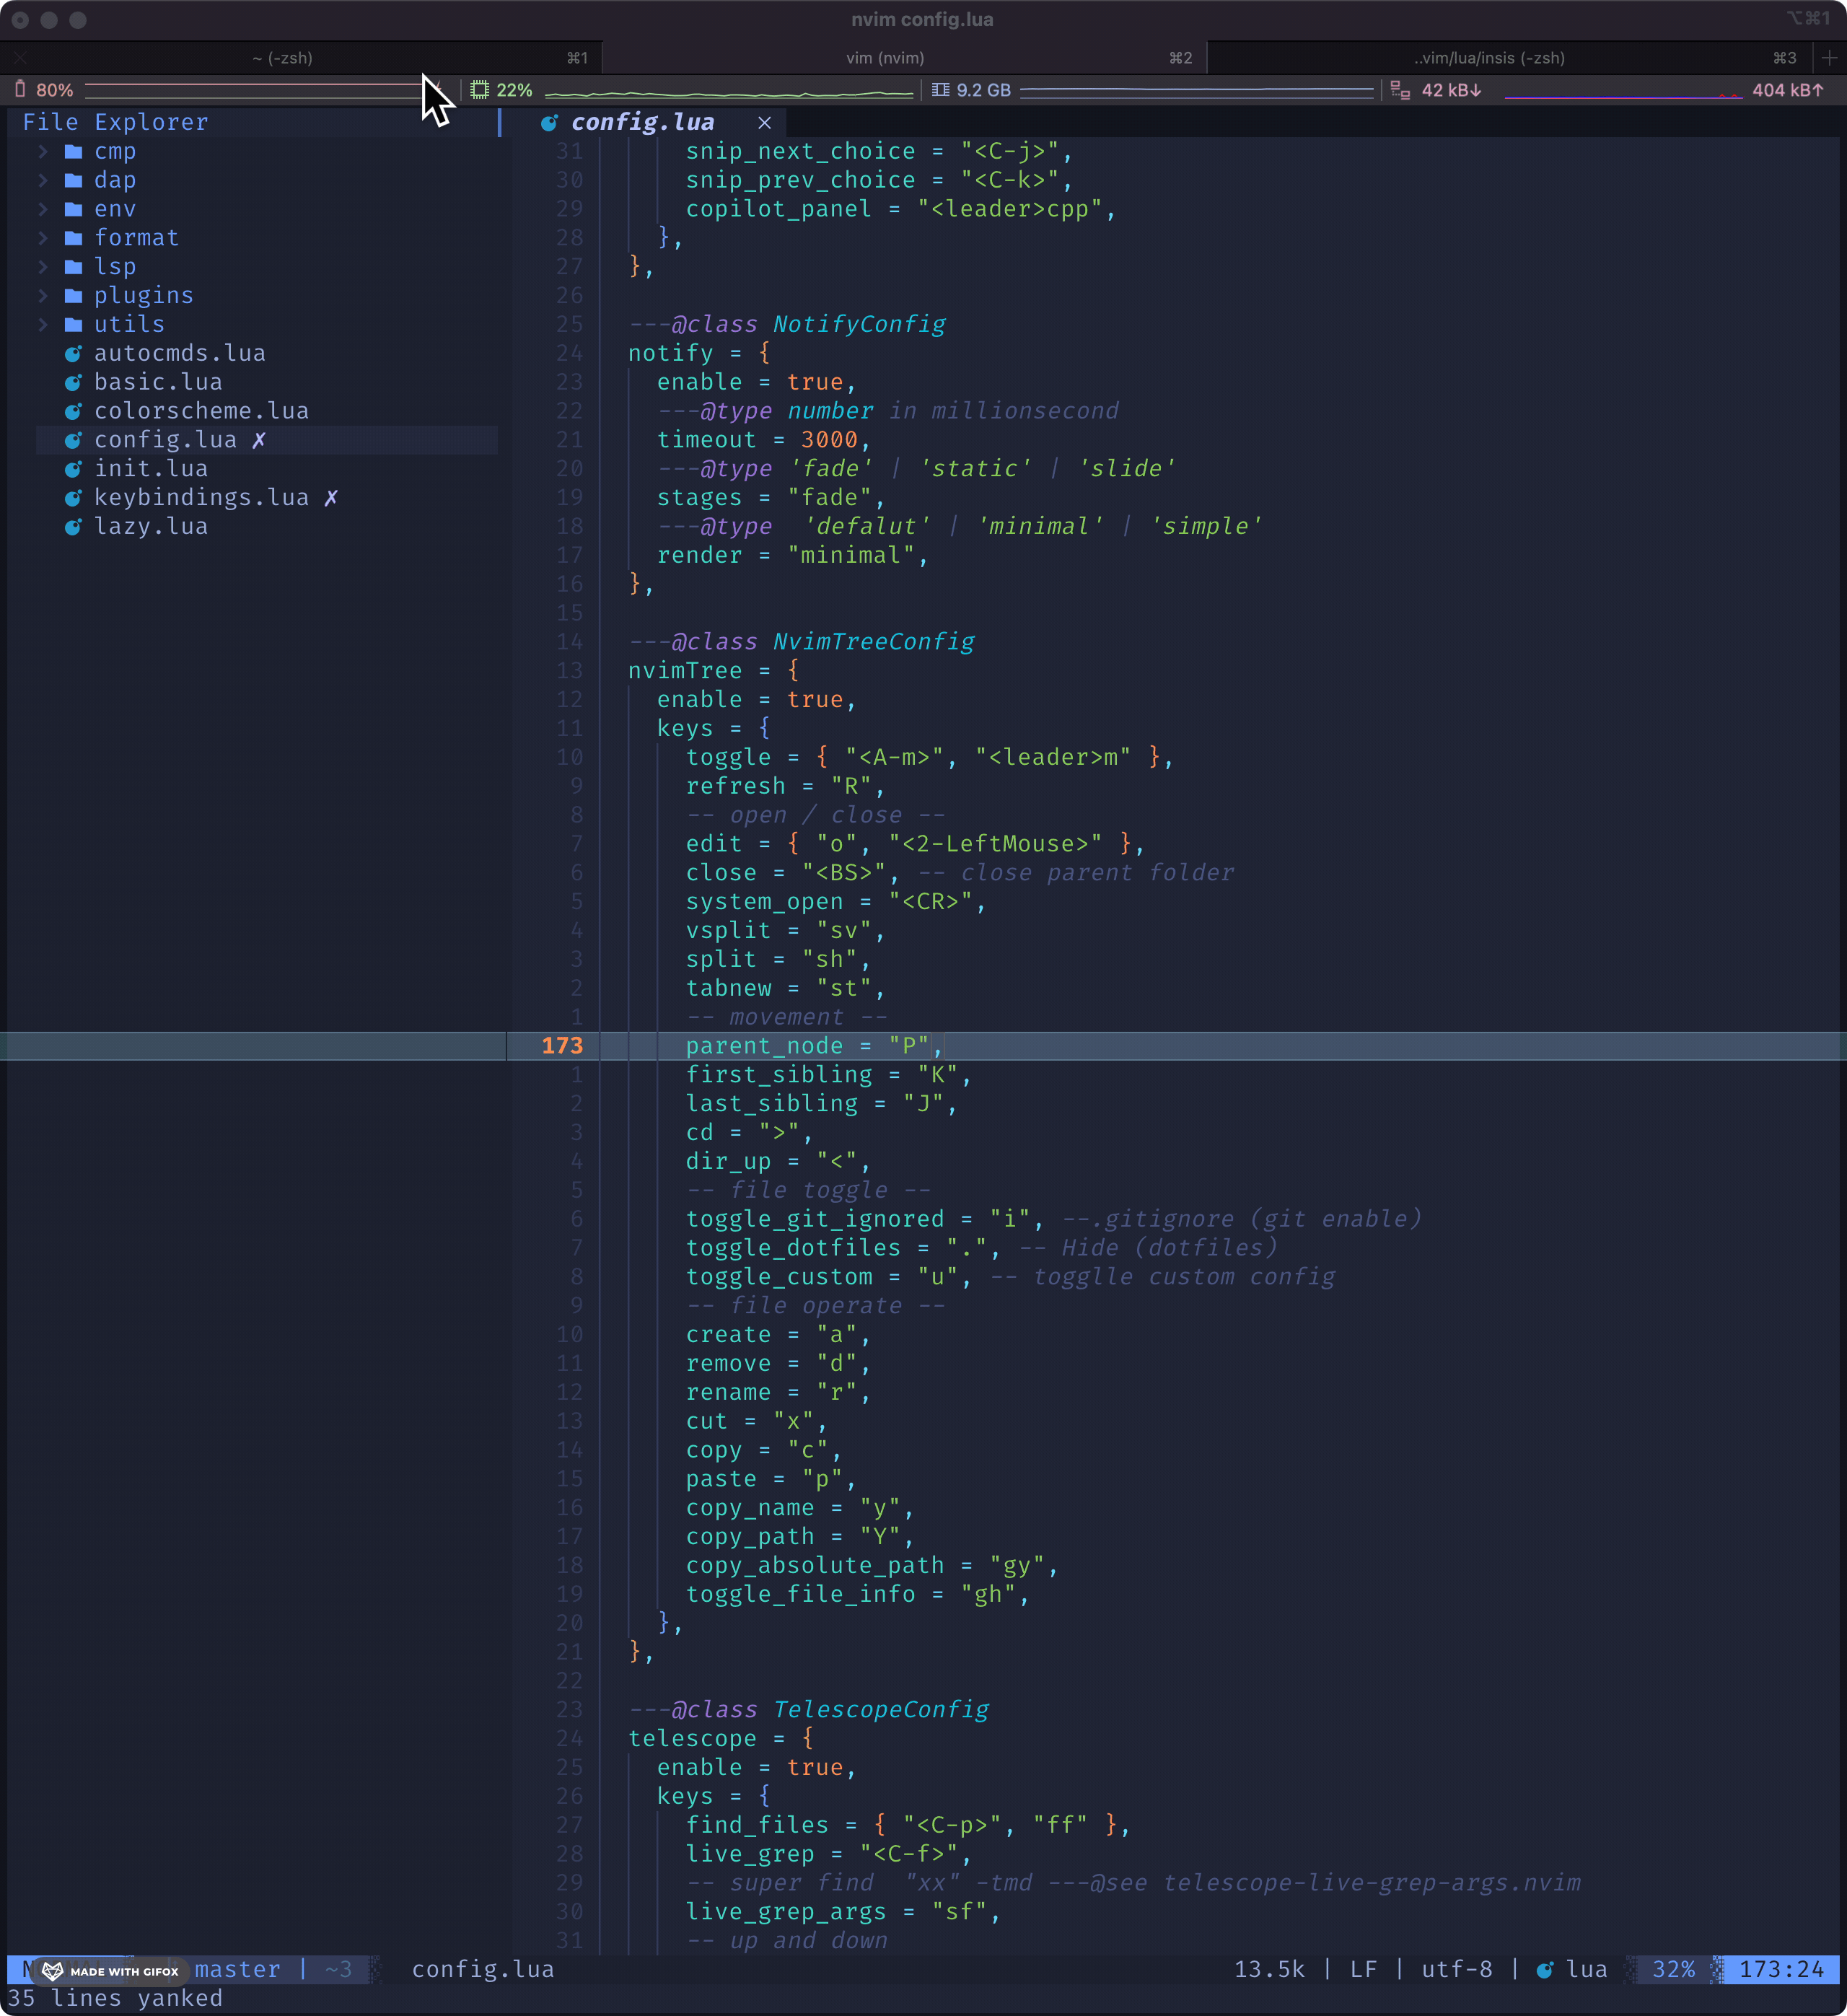 nvim config.lua
⌥⌘1
~ (-zsh) ⌘1
vim (nvim) ⌘2
..vim/lua/insis (-zsh) ⌘3
80% 22% 9.2 GB 42 kB↓ 404 kB↑
File Explorer
cmp
dap
env
format
lsp
plugins
utils
autocmds.lua
basic.lua
colorscheme.lua
config.lua ✗
init.lua
keybindings.lua ✗
lazy.lua
config.lua ×
31 snip_next_choice = "<C-j>",
30 snip_prev_choice = "<C-k>",
29 copilot_panel = "<leader>cpp",
28 },
27 },
26
25 ---@class NotifyConfig
24 notify = {
23 enable = true,
22 ---@type number in millionsecond
21 timeout = 3000,
20 ---@type 'fade' | 'static' | 'slide'
19 stages = "fade",
18 ---@type  'defalut' | 'minimal' | 'simple'
17 render = "minimal",
16 },
15
14 ---@class NvimTreeConfig
13 nvimTree = {
12 enable = true,
11 keys = {
10 toggle = { "<A-m>", "<leader>m" },
9 refresh = "R",
8 -- open / close --
7 edit = { "o", "<2-LeftMouse>" },
6 close = "<BS>", -- close parent folder
5 system_open = "<CR>",
4 vsplit = "sv",
3 split = "sh",
2 tabnew = "st",
1 -- movement --
173 parent_node = "P",
1 first_sibling = "K",
2 last_sibling = "J",
3 cd = ">",
4 dir_up = "<",
5 -- file toggle --
6 toggle_git_ignored = "i", --.gitignore (git enable)
7 toggle_dotfiles = ".", -- Hide (dotfiles)
8 toggle_custom = "u", -- togglle custom config
9 -- file operate --
10 create = "a",
11 remove = "d",
12 rename = "r",
13 cut = "x",
14 copy = "c",
15 paste = "p",
16 copy_name = "y",
17 copy_path = "Y",
18 copy_absolute_path = "gy",
19 toggle_file_info = "gh",
20 },
21 },
22
23 ---@class TelescopeConfig
24 telescope = {
25 enable = true,
26 keys = {
27 find_files = { "<C-p>", "ff" },
28 live_grep = "<C-f>",
29 -- super find  "xx" -tmd ---@see telescope-live-grep-args.nvim
30 live_grep_args = "sf",
31 -- up and down
MADE WITH GIFOX
master | ~3 config.lua 13.5k | LF | utf-8 | lua 32% 173:24
35 lines yanked